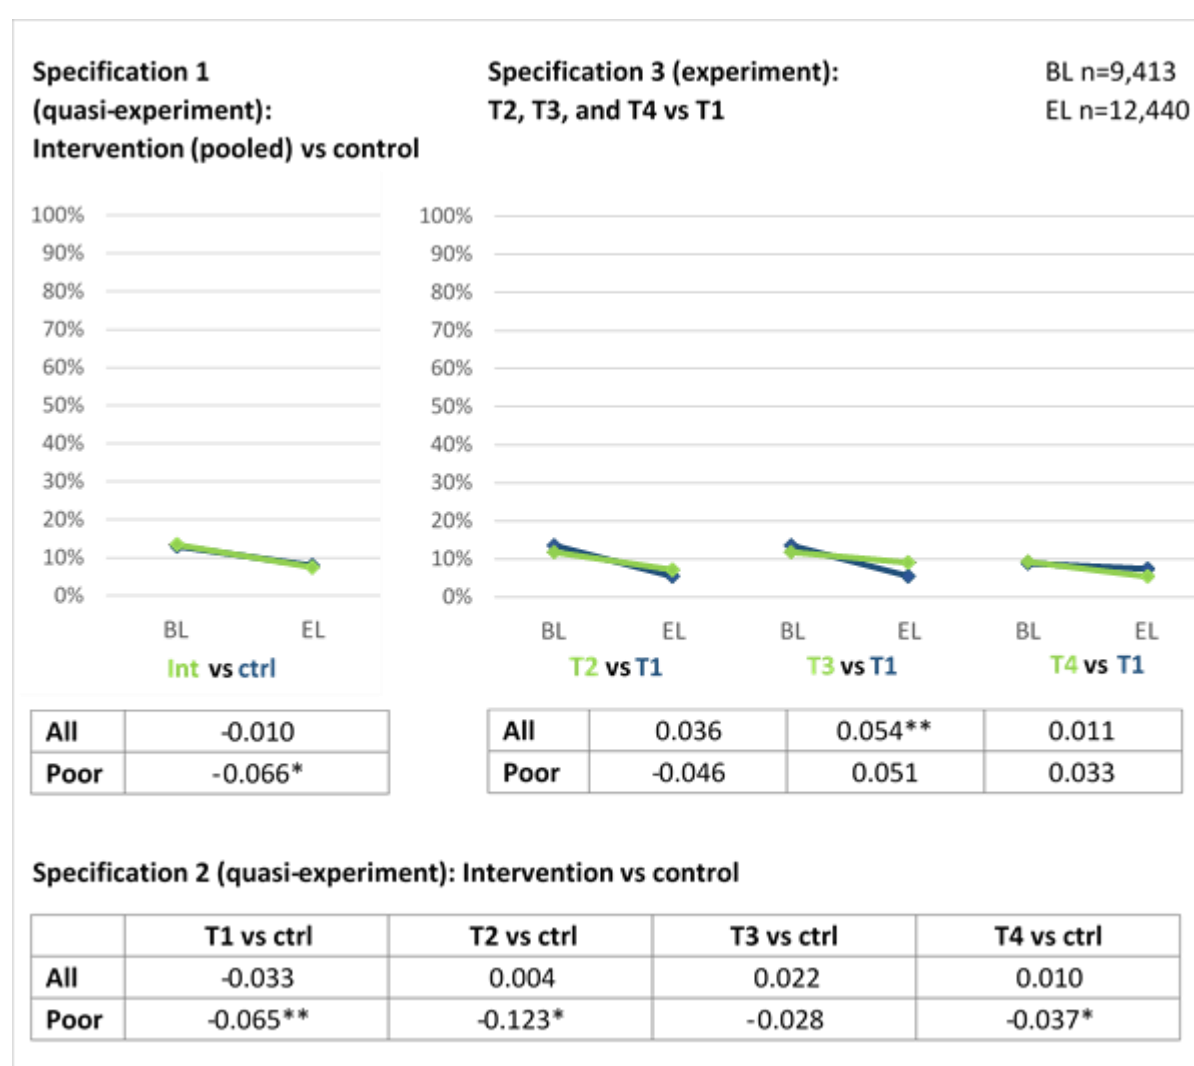 Specification 1
(quasi-experiment):
Intervention (pooled) vs control
Specification 3 (experiment):
T2, T3, and T4 vs T1
BL n=9,413
EL n=12,440
100%
90%
80%
70%
60%
50%
40%
30%
20%
10%
0%
BL EL
Int vs ctrl
100%
90%
80%
70%
60%
50%
40%
30%
20%
10%
0%
BL EL BL EL BL EL
T2 vs T1 T3 vs T1 T4 vs T1
All -0.010
Poor -0.066*
All 0.036 0.054** 0.011
Poor -0.046 0.051 0.033
Specification 2 (quasi-experiment): Intervention vs control
T1 vs ctrl T2 vs ctrl T3 vs ctrl T4 vs ctrl
All -0.033 0.004 0.022 0.010
Poor -0.065** -0.123* -0.028 -0.037*